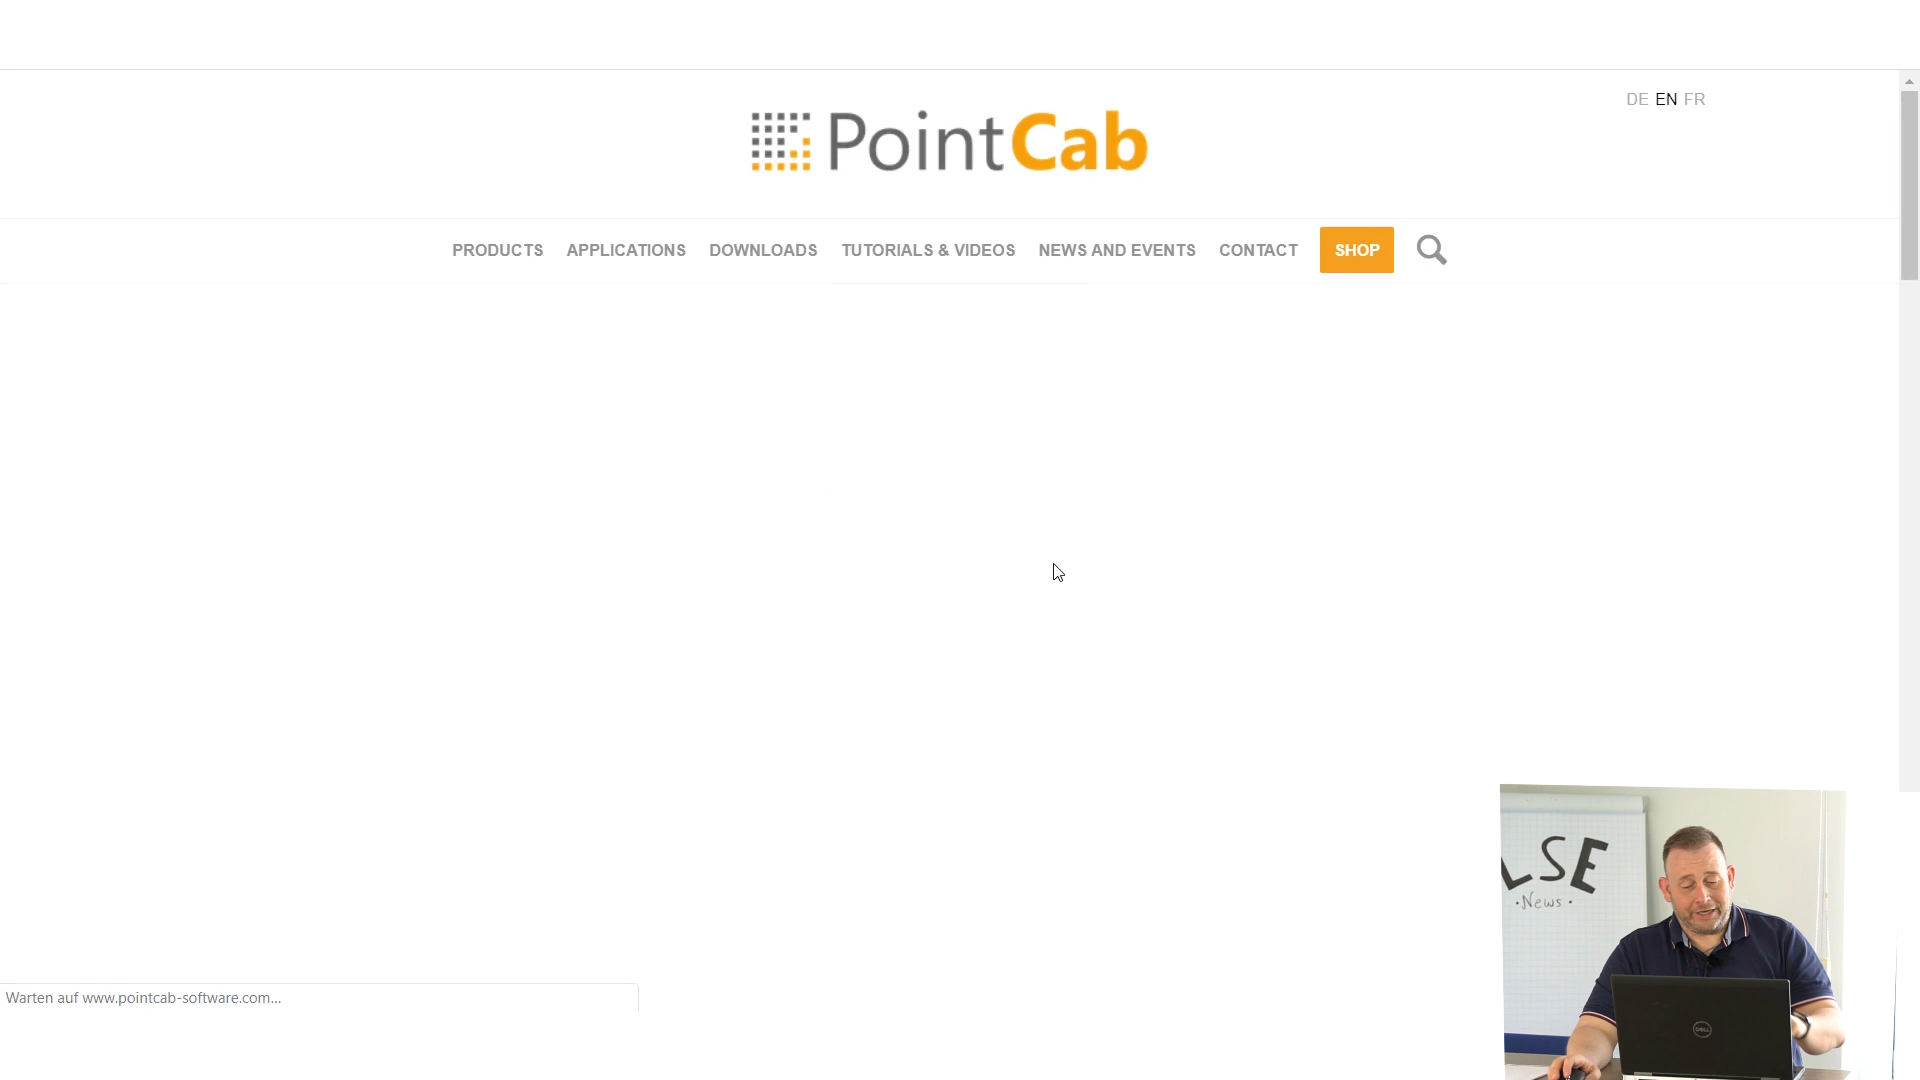 DE EN FR
PointCab
PRODUCTS APPLICATIONS DOWNLOADS TUTORIALS & VIDEOS NEWS AND EVENTS CONTACT SHOP
LSE
·News·
DELL
Warten auf www.pointcab-software.com...